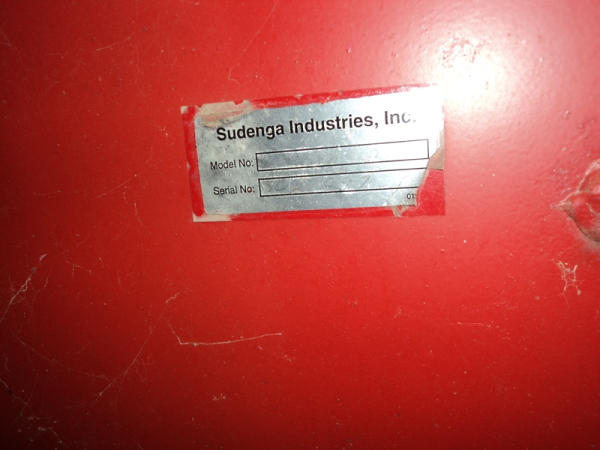 Sudenga Industries, Inc.
Model No:
Serial No: